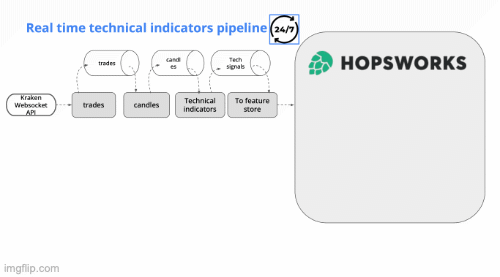 Real time technical indicators pipeline
24/7
HOPSWORKS
trades
candl
es
Tech
signals
Kraken
Websocket
API
trades
candles
Technical
indicators
To feature
store
imgflip.com